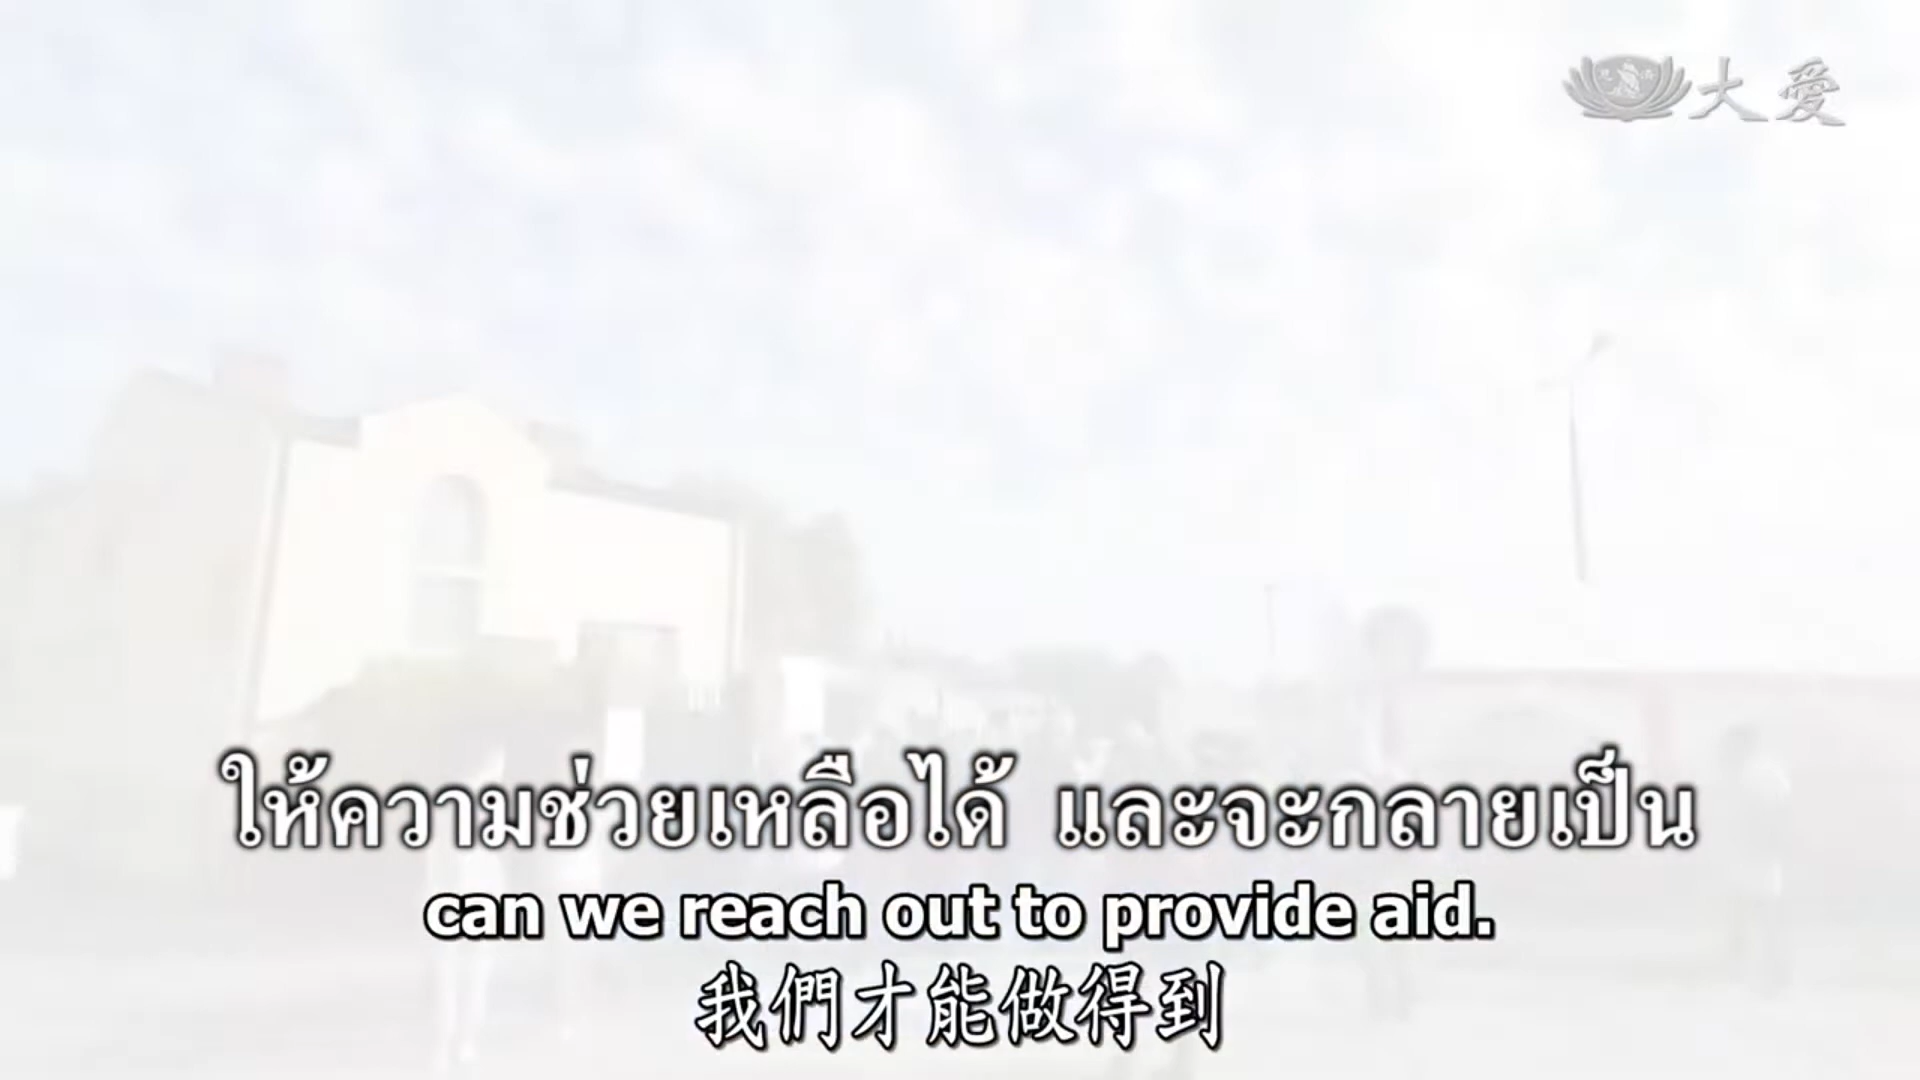 大愛
ให้ความช่วยเหลือได้ และจะกลายเป็น
can we reach out to provide aid.
我們才能做得到